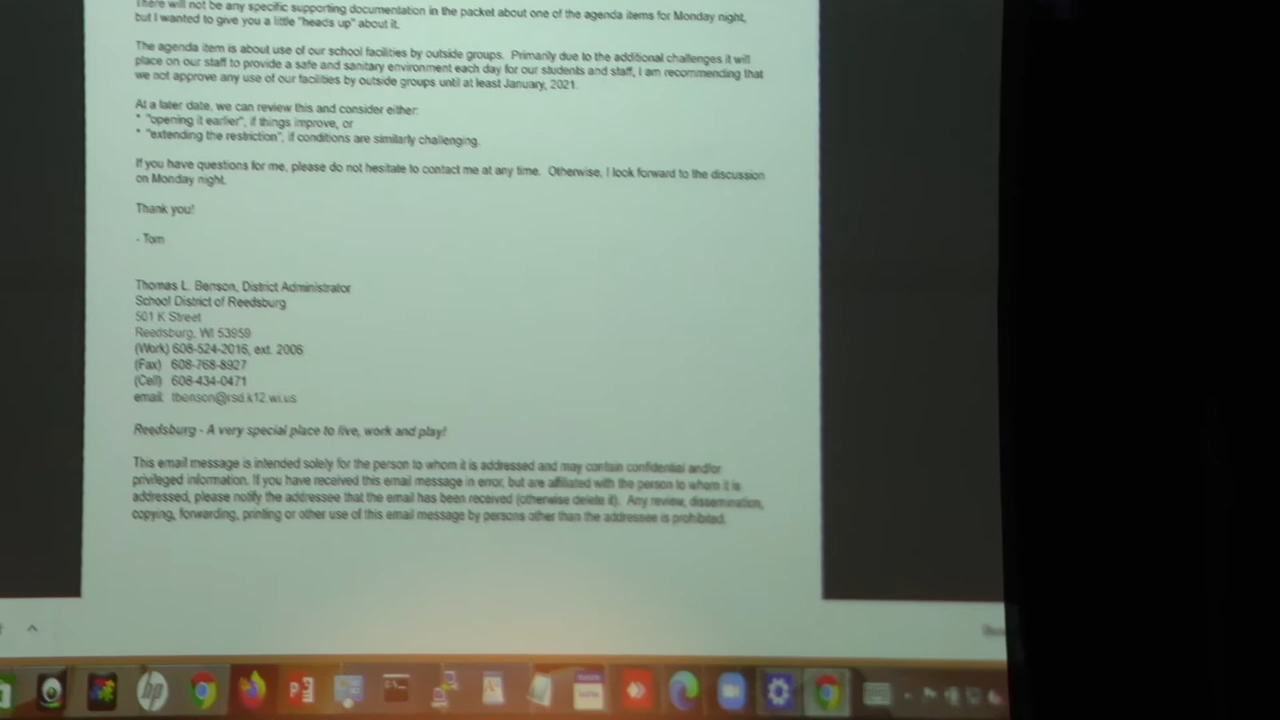 There will not be any specific supporting documentation in the packet about one of the agenda items for Monday night,
but I wanted to give you a little "heads up" about it.
The agenda item is about use of our school facilities by outside groups. Primarily due to the additional challenges it will
place on our staff to provide a safe and sanitary environment each day for our students and staff, I am recommending that
we not approve any use of our facilities by outside groups until at least January, 2021.
At a later date, we can review this and consider either:
* "opening it earlier", if things improve, or
* "extending the restriction", if conditions are similarly challenging.
If you have questions for me, please do not hesitate to contact me at any time. Otherwise, I look forward to the discussion
on Monday night.
Thank you!
- Tom
Thomas L. Benson, District Administrator
School District of Reedsburg
501 K Street
Reedsburg, WI 53959
(Work) 608-524-2016, ext. 2006
(Fax) 608-768-8927
(Cell) 608-434-0471
email: tbenson@rsd.k12.wi.us
Reedsburg - A very special place to live, work and play!
This email message is intended solely for the person to whom it is addressed and may contain confidential and/or
privileged information. If you have received this email message in error, but are affiliated with the person to whom it is
addressed, please notify the addressee that the email has been received (otherwise delete it). Any review, dissemination,
copying, forwarding, printing or other use of this email message by persons other than the addressee is prohibited.
hp